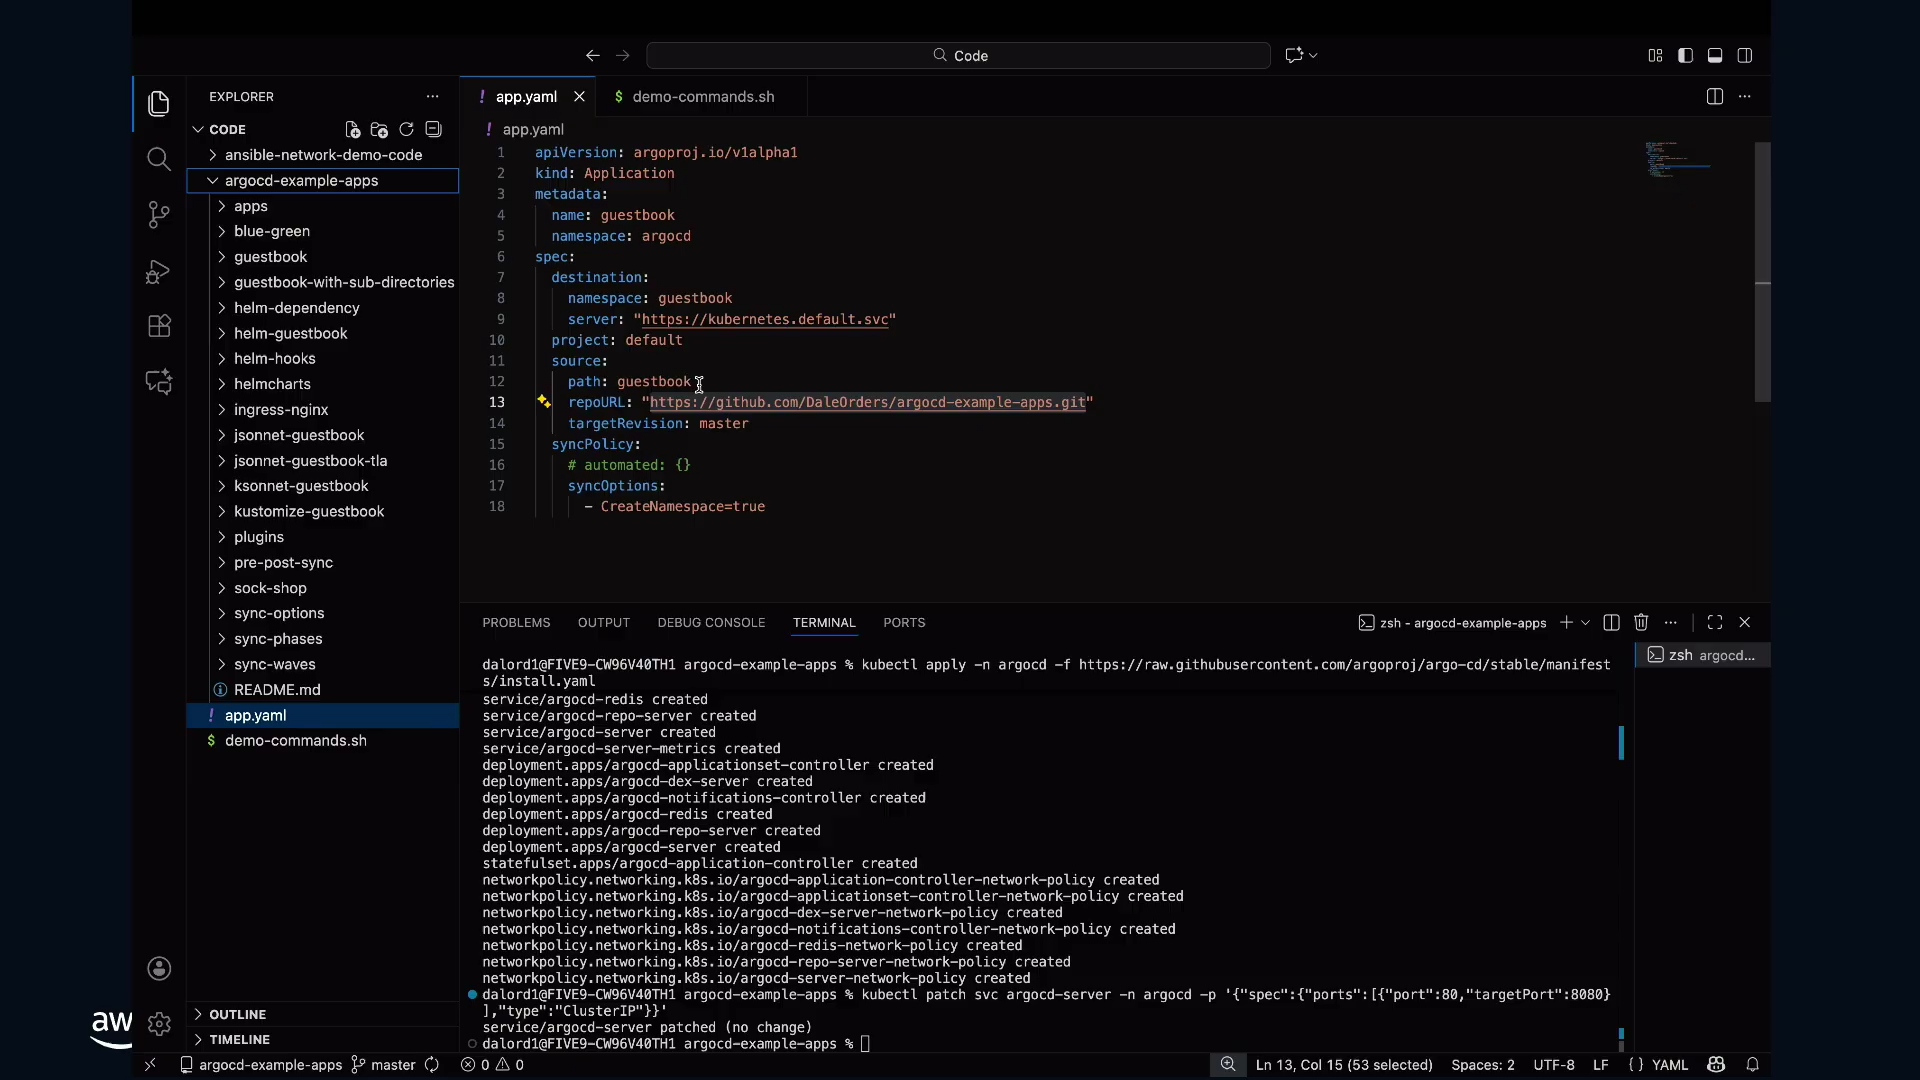 Code
EXPLORER
CODE
ansible-network-demo-code
argocd-example-apps
apps
blue-green
guestbook
guestbook-with-sub-directories
helm-dependency
helm-guestbook
helm-hooks
helmcharts
ingress-nginx
jsonnet-guestbook
jsonnet-guestbook-tla
ksonnet-guestbook
kustomize-guestbook
plugins
pre-post-sync
sock-shop
sync-options
sync-phases
sync-waves
README.md
! app.yaml
$ demo-commands.sh
OUTLINE
TIMELINE
! app.yaml
$ demo-commands.sh
! app.yaml
1 apiVersion: argoproj.io/v1alpha1
2 kind: Application
3 metadata:
4 name: guestbook
5 namespace: argocd
6 spec:
7 destination:
8 namespace: guestbook
9 server: "https://kubernetes.default.svc"
10 project: default
11 source:
12 path: guestbook
13 repoURL: "https://github.com/DaleOrders/argocd-example-apps.git"
14 targetRevision: master
15 syncPolicy:
16 # automated: {}
17 syncOptions:
18 - CreateNamespace=true
PROBLEMS OUTPUT DEBUG CONSOLE TERMINAL PORTS
zsh - argocd-example-apps
zsh argocd...
dalord1@FIVE9-CW96V40TH1 argocd-example-apps % kubectl apply -n argocd -f https://raw.githubusercontent.com/argoproj/argo-cd/stable/manifest
s/install.yaml
service/argocd-redis created
service/argocd-repo-server created
service/argocd-server created
service/argocd-server-metrics created
deployment.apps/argocd-applicationset-controller created
deployment.apps/argocd-dex-server created
deployment.apps/argocd-notifications-controller created
deployment.apps/argocd-redis created
deployment.apps/argocd-repo-server created
deployment.apps/argocd-server created
statefulset.apps/argocd-application-controller created
networkpolicy.networking.k8s.io/argocd-application-controller-network-policy created
networkpolicy.networking.k8s.io/argocd-applicationset-controller-network-policy created
networkpolicy.networking.k8s.io/argocd-dex-server-network-policy created
networkpolicy.networking.k8s.io/argocd-notifications-controller-network-policy created
networkpolicy.networking.k8s.io/argocd-redis-network-policy created
networkpolicy.networking.k8s.io/argocd-repo-server-network-policy created
networkpolicy.networking.k8s.io/argocd-server-network-policy created
dalord1@FIVE9-CW96V40TH1 argocd-example-apps % kubectl patch svc argocd-server -n argocd -p '{"spec":{"ports":[{"port":80,"targetPort":8080}
],"type":"ClusterIP"}}'
service/argocd-server patched (no change)
dalord1@FIVE9-CW96V40TH1 argocd-example-apps %
aw
argocd-example-apps master 0 0 Ln 13, Col 15 (53 selected) Spaces: 2 UTF-8 LF {} YAML